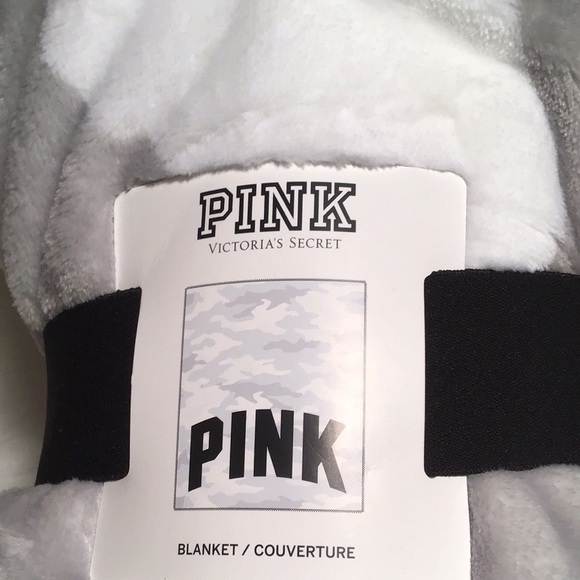 PINK
VICTORIA'S SECRET
PINK
BLANKET / COUVERTURE